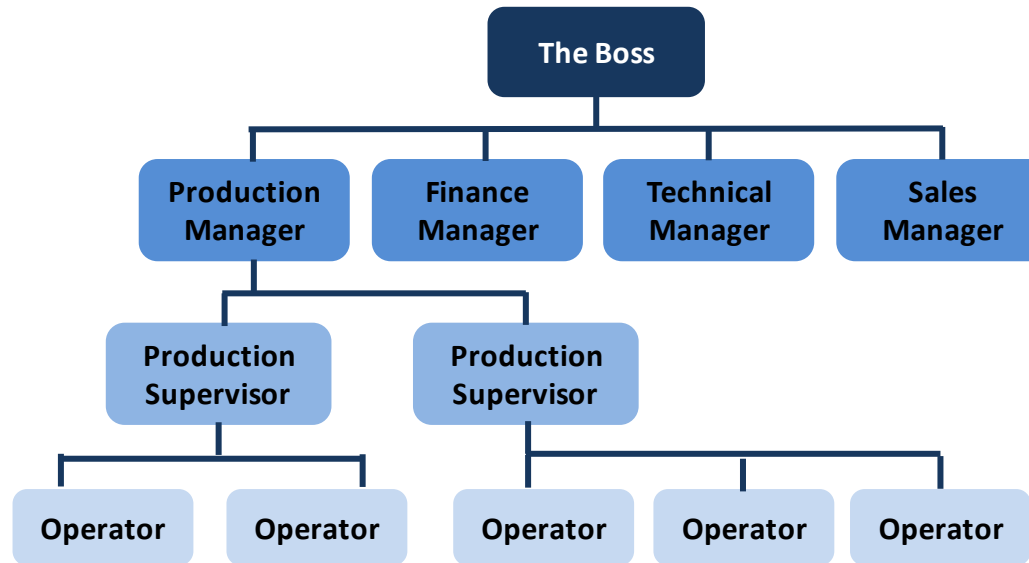 The Boss
Production
Manager
Finance
Manager
Technical
Manager
Sales
Manager
Production
Supervisor
Production
Supervisor
Operator
Operator
Operator
Operator
Operator